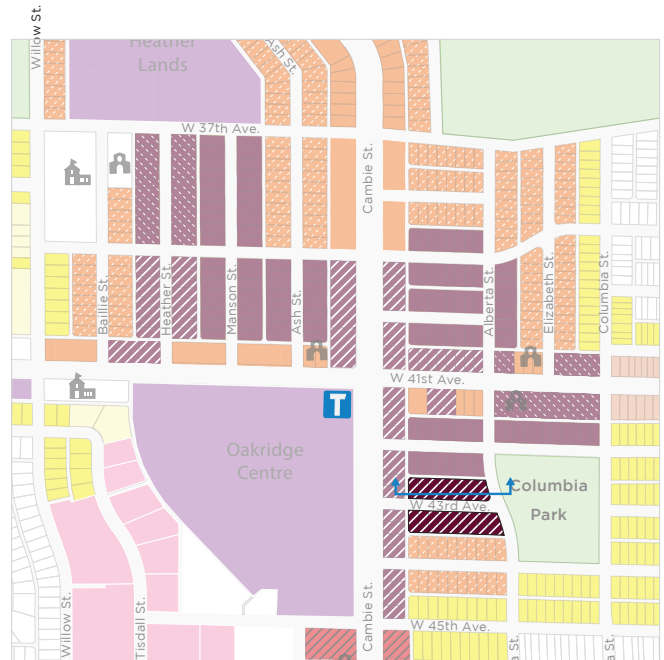 Willow St.
Heather
Lands
Ash St.
W 37th Ave.
Cambie St.
Baillie St.
Heather St.
Manson St.
Ash St.
Alberta St.
Elizabeth St.
Columbia St.
W 41st Ave.
T
Oakridge
Centre
Columbia
Park
W 43rd Ave.
Willow St.
Tisdall St.
Cambie St.
W 45th Ave.
a St.
a St.